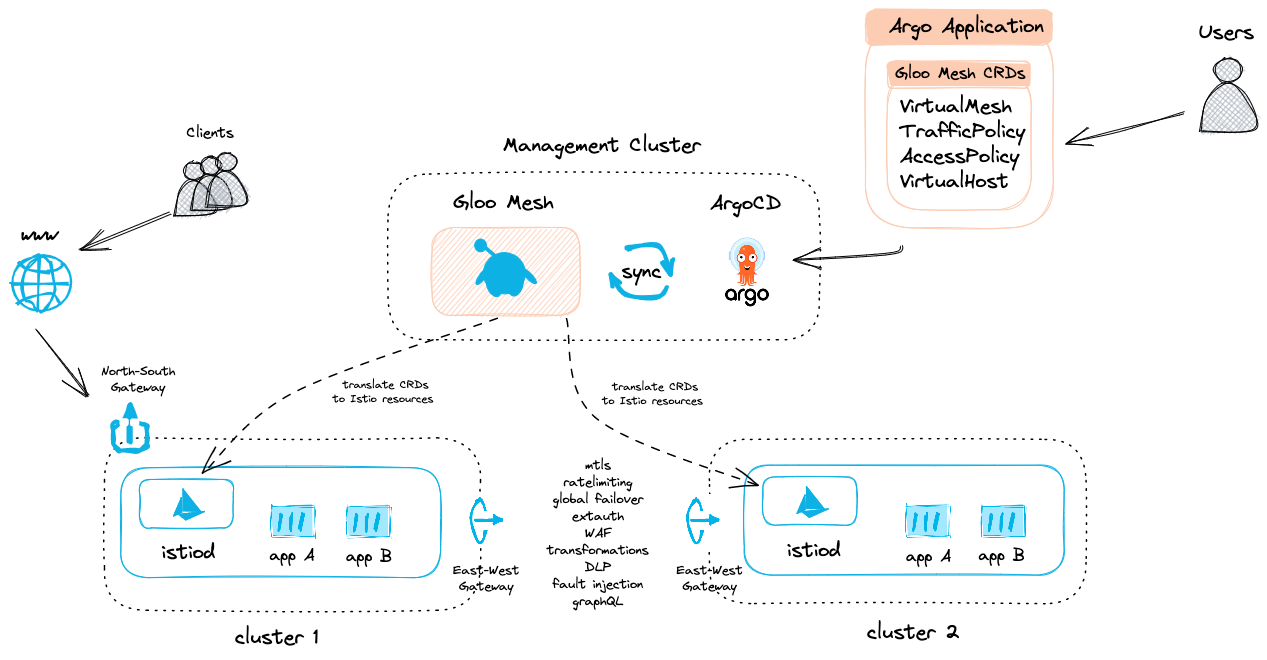 Argo Application
Users
Gloo Mesh CRDs
VirtualMesh
TrafficPolicy
AccessPolicy
VirtualHost
Clients
Management Cluster
Gloo Mesh
ArgoCD
www
sync
argo
North-South
Gateway
translate CRDs
to Istio resources
translate CRDs
to Istio resources
mtls
ratelimiting
global failover
extauth
WAF
transformations
DLP
fault injection
graphQL
istiod
app A
app B
East-West
Gateway
East-West
Gateway
istiod
app A
app B
cluster 1
cluster 2